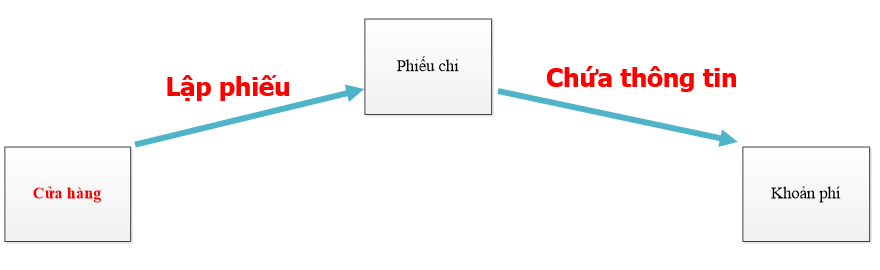 Phiếu chi
Lập phiếu
Chứa thông tin
Cửa hàng
Khoản phí